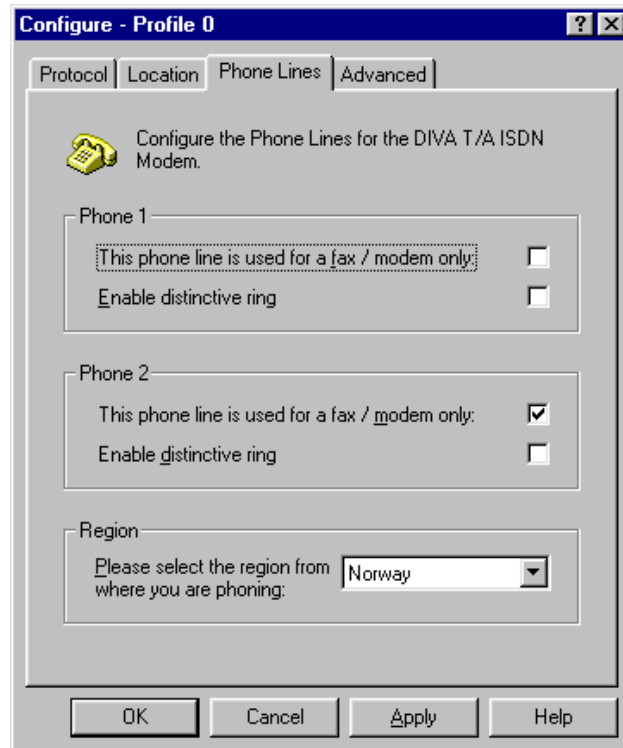 Configure - Profile 0
Protocol
Location
Phone Lines
Advanced
Configure the Phone Lines for the DIVA T/A ISDN
Modem.
Phone 1
This phone line is used for a fax / modem only:
Enable distinctive ring
Phone 2
This phone line is used for a fax / modem only:
Enable distinctive ring
Region
Please select the region from
where you are phoning:
Norway
OK
Cancel
Apply
Help